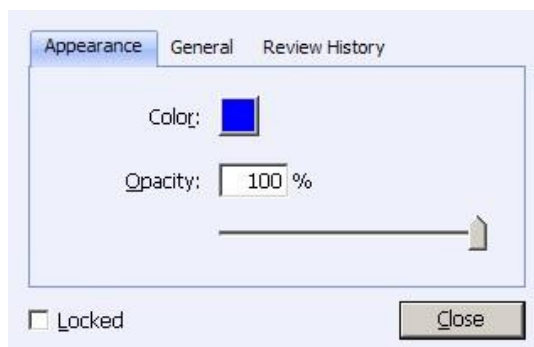 Appearance General Review History
Color:
Opacity: 100 %
Locked Close